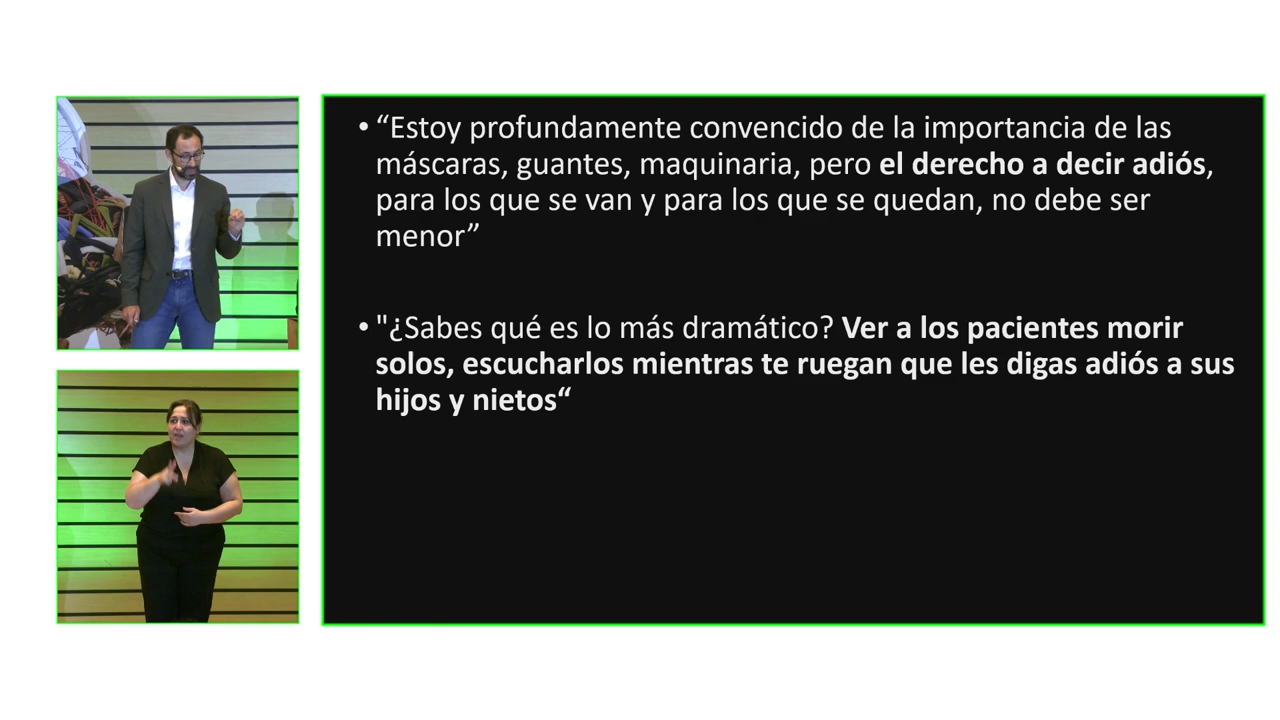 • “Estoy profundamente convencido de la importancia de las
máscaras, guantes, maquinaria, pero el derecho a decir adiós,
para los que se van y para los que se quedan, no debe ser
menor”
• "¿Sabes qué es lo más dramático? Ver a los pacientes morir
solos, escucharlos mientras te ruegan que les digas adiós a sus
hijos y nietos“